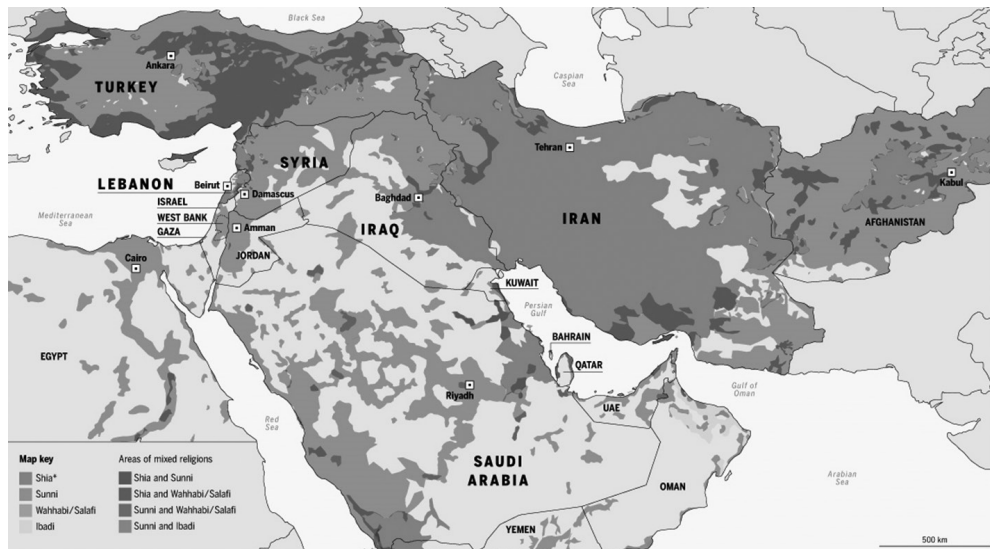 Black Sea
Ankara
TURKEY
Caspian
Sea
Tehran
Kabul
SYRIA
LEBANON
Beirut
Damascus
Baghdad
ISRAEL
WEST BANK
GAZA
Mediterranean
Sea
Amman
IRAQ
IRAN
AFGHANISTAN
Cairo
JORDAN
KUWAIT
Persian
Gulf
BAHRAIN
QATAR
EGYPT
Riyadh
UAE
Gulf of
Oman
Red
Sea
SAUDI
ARABIA
OMAN
Arabian
Sea
YEMEN
500 km
Map key
Shia*
Sunni
Wahhabi/Salafi
Ibadi
Areas of mixed religions
Shia and Sunni
Shia and Wahhabi/Salafi
Sunni and Wahhabi/Salafi
Sunni and Ibadi